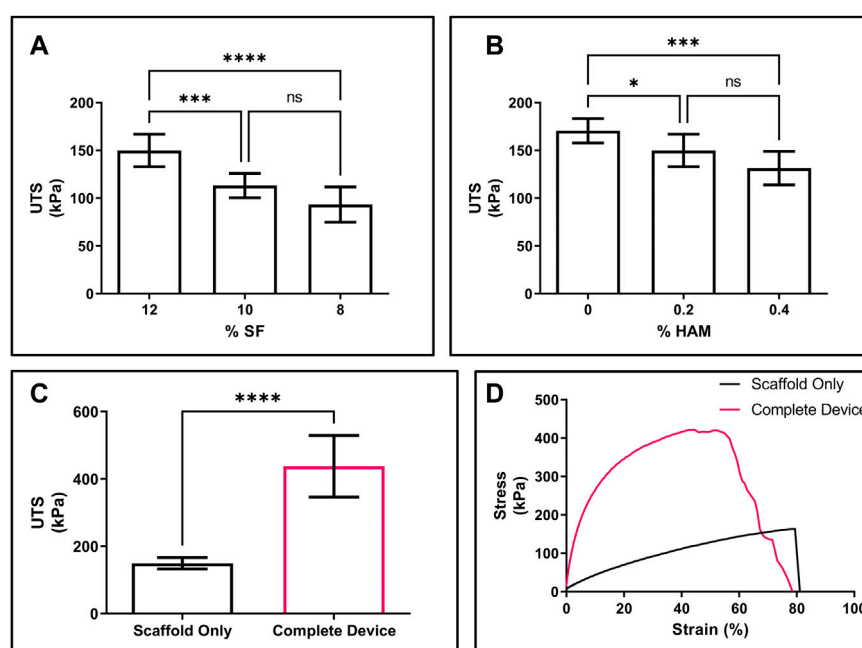 A
****
***
ns
200
150
100
50
0
UTS
(kPa)
12
10
8
% SF
B
***
*
ns
200
150
100
50
0
UTS
(kPa)
0
0.2
0.4
% HAM
C
****
600
400
200
0
UTS
(kPa)
Scaffold Only
Complete Device
D
Scaffold Only
Complete Device
500
400
300
200
100
0
Stress
(kPa)
0
20
40
60
80
100
Strain (%)